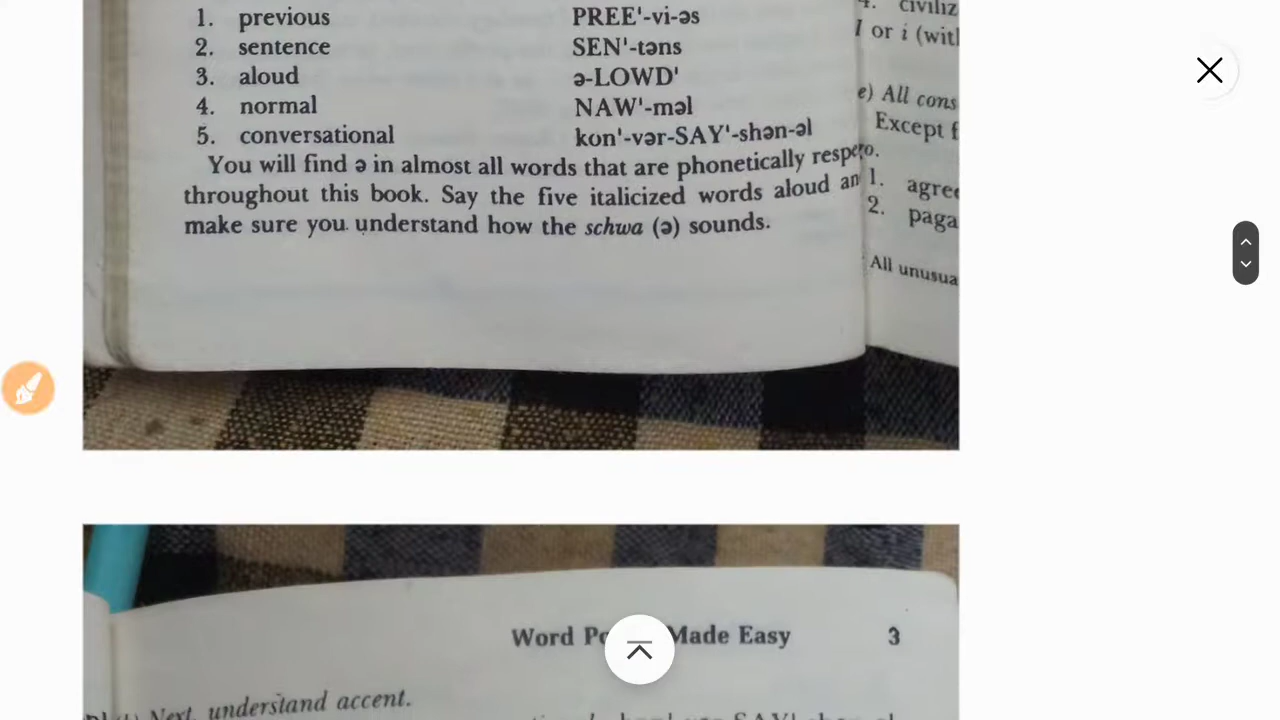 1. previous PREE'-vi-əs
2. sentence SEN'-təns
3. aloud ə-LOWD'
4. normal NAW'-məl
5. conversational kon'-vər-SAY'-shən-əl
You will find ə in almost all words that are phonetically
throughout this book. Say the five italicized words aloud an
make sure you understand how the schwa (ə) sounds.
4. civiliz
I or i (with
e) All cons
Except f
1. agree
2. paga
All unusua
Word Po Made Easy 3
Next, understand accent.